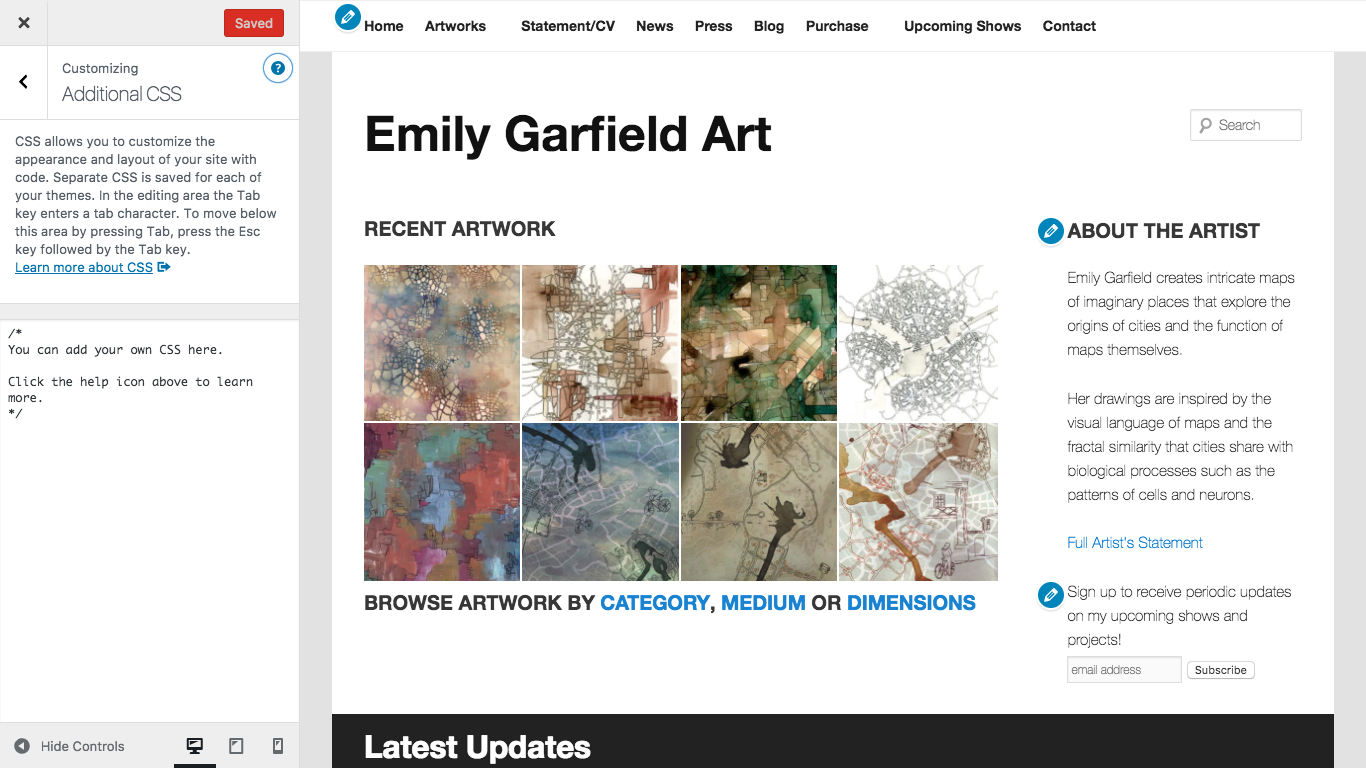 Saved
Customizing
Additional CSS
CSS allows you to customize the
appearance and layout of your site with
code. Separate CSS is saved for each of
your themes. In the editing area the Tab
key enters a tab character. To move below
this area by pressing Tab, press the Esc
key followed by the Tab key.
Learn more about CSS
/*
You can add your own CSS here.
Click the help icon above to learn
more.
*/
Hide Controls
Home Artworks Statement/CV News Press Blog Purchase Upcoming Shows Contact
Emily Garfield Art
Search
RECENT ARTWORK
BROWSE ARTWORK BY CATEGORY, MEDIUM OR DIMENSIONS
ABOUT THE ARTIST
Emily Garfield creates intricate maps
of imaginary places that explore the
origins of cities and the function of
maps themselves.
Her drawings are inspired by the
visual language of maps and the
fractal similarity that cities share with
biological processes such as the
patterns of cells and neurons.
Full Artist's Statement
Sign up to receive periodic updates
on my upcoming shows and
projects!
email address Subscribe
Latest Updates